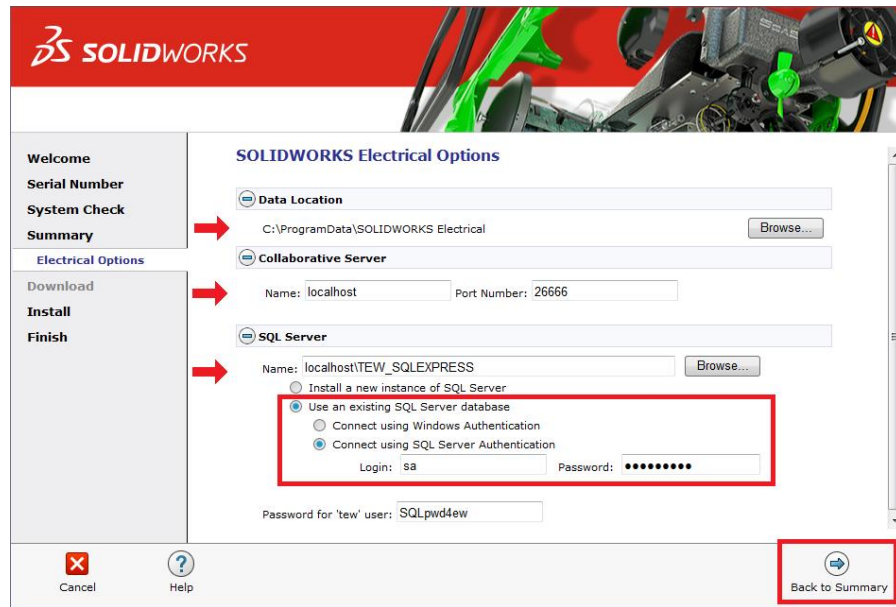 SOLIDWORKS
Welcome
Serial Number
System Check
Summary
Electrical Options
Download
Install
Finish
SOLIDWORKS Electrical Options
Data Location
C:\ProgramData\SOLIDWORKS Electrical Browse...
Collaborative Server
Name: localhost Port Number: 26666
SQL Server
Name: localhost\TEW_SQLEXPRESS Browse...
Install a new instance of SQL Server
Use an existing SQL Server database
Connect using Windows Authentication
Connect using SQL Server Authentication
Login: sa Password: ●●●●●●●●●
Password for 'tew' user: SQLpwd4ew
Cancel Help Back to Summary